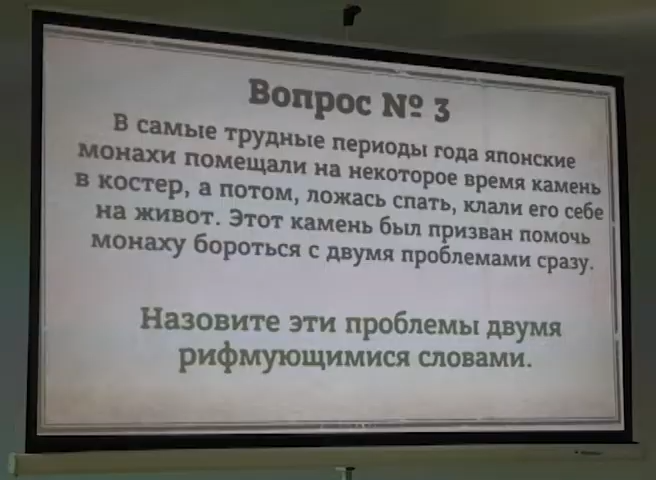 Вопрос № 3
В самые трудные периоды года японские
монахи помещали на некоторое время камень
в костер, а потом, ложась спать, клали его себе
на живот. Этот камень был призван помочь
монаху бороться с двумя проблемами сразу.
Назовите эти проблемы двумя
рифмующимися словами.